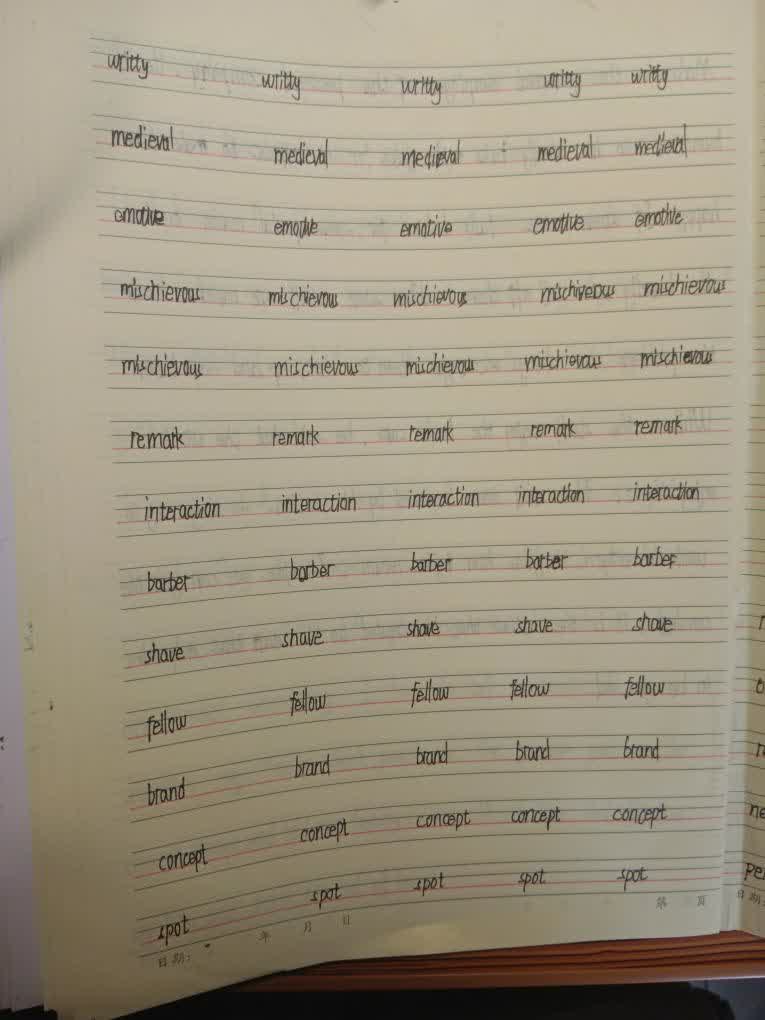 writty writty writty writty writty
medieval medieval medieval medieval medieval
emotive emotive emotive emotive emotive
mischievous mischievous mischievous mischiveous mischievous
mischievous mischievous mischievous mischievous mischievous
remark remark remark remark remark
interaction interaction interaction interaction interaction
barber barber barber barber barber
shave shave shave shave shave
fellow fellow fellow fellow fellow
brand brand brand brand brand
concept concept concept concept concept
spot spot spot spot spot
日期: 年 月 日 第 页